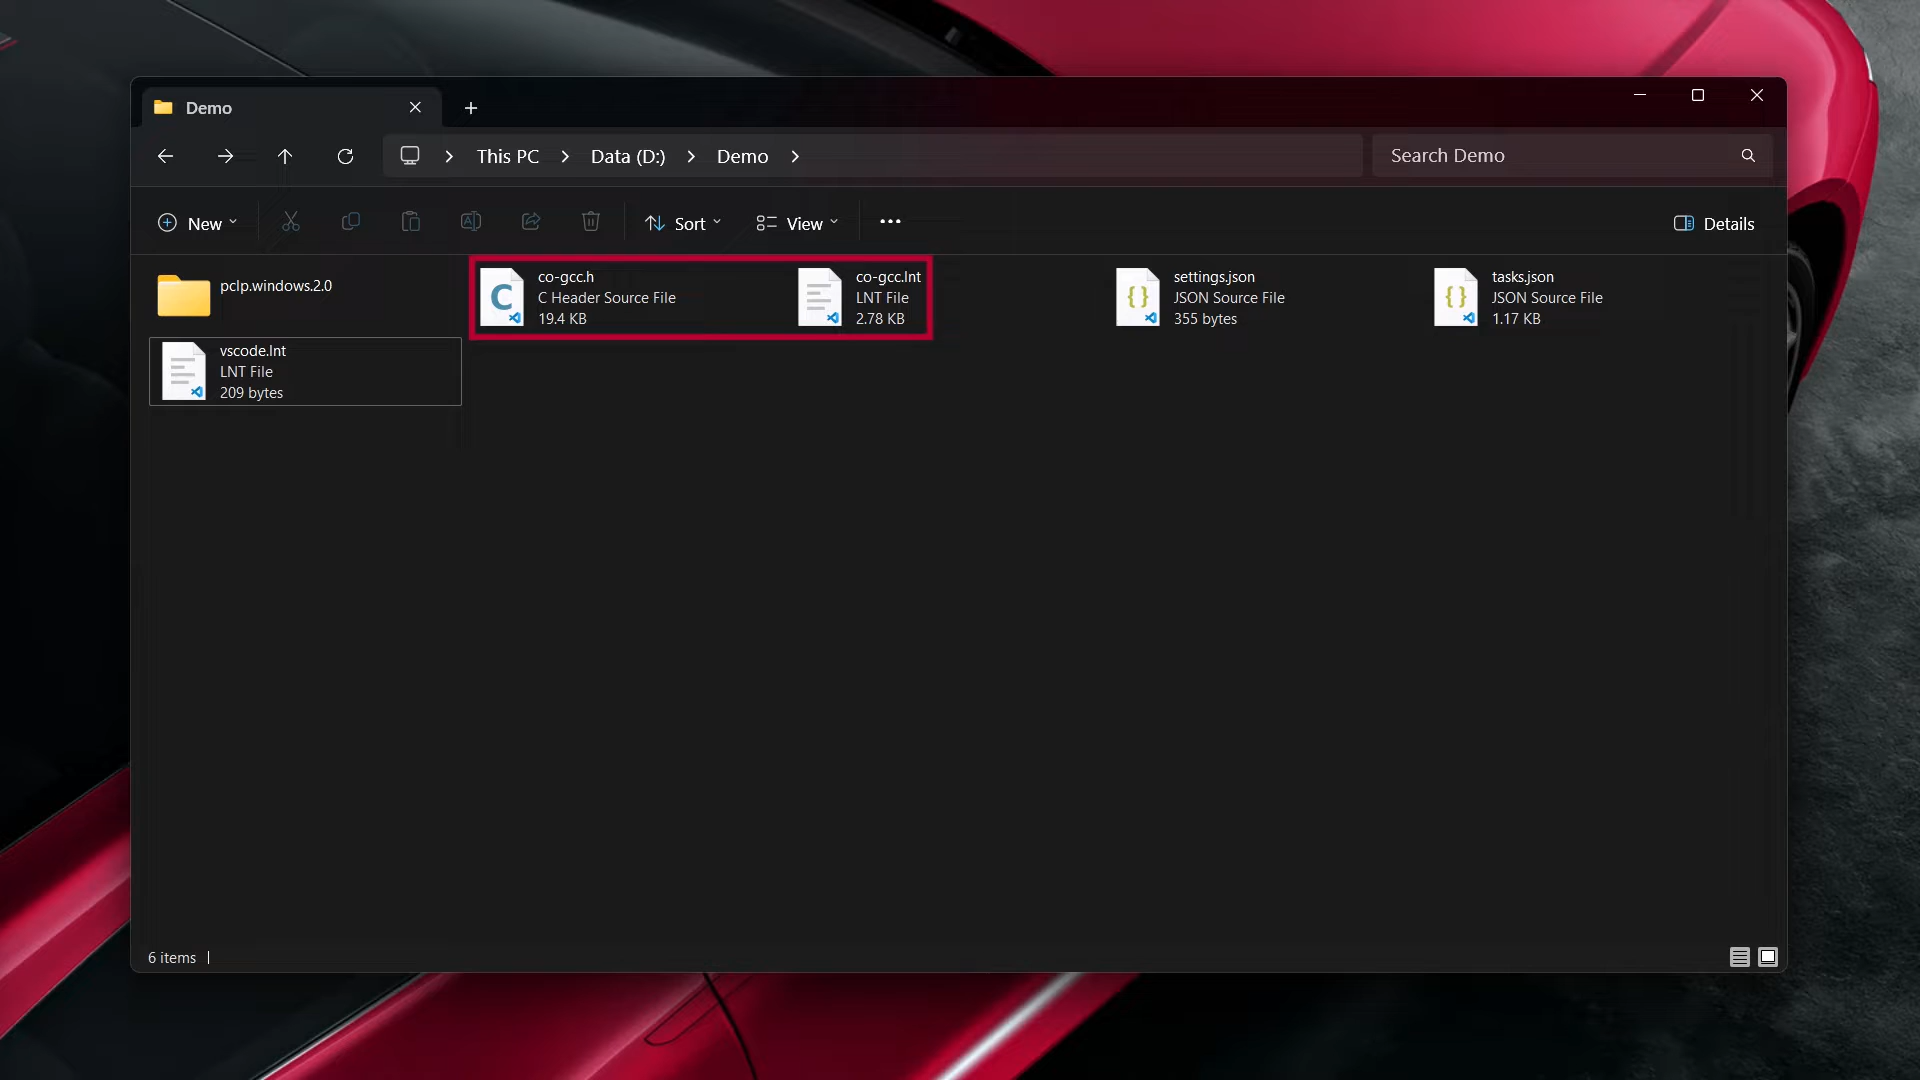 Demo
This PC
Data (D:)
Demo
Search Demo
New
Sort
View
Details
pclp.windows.2.0
co-gcc.h
C Header Source File
19.4 KB
co-gcc.lnt
LNT File
2.78 KB
settings.json
JSON Source File
355 bytes
tasks.json
JSON Source File
1.17 KB
vscode.lnt
LNT File
209 bytes
6 items